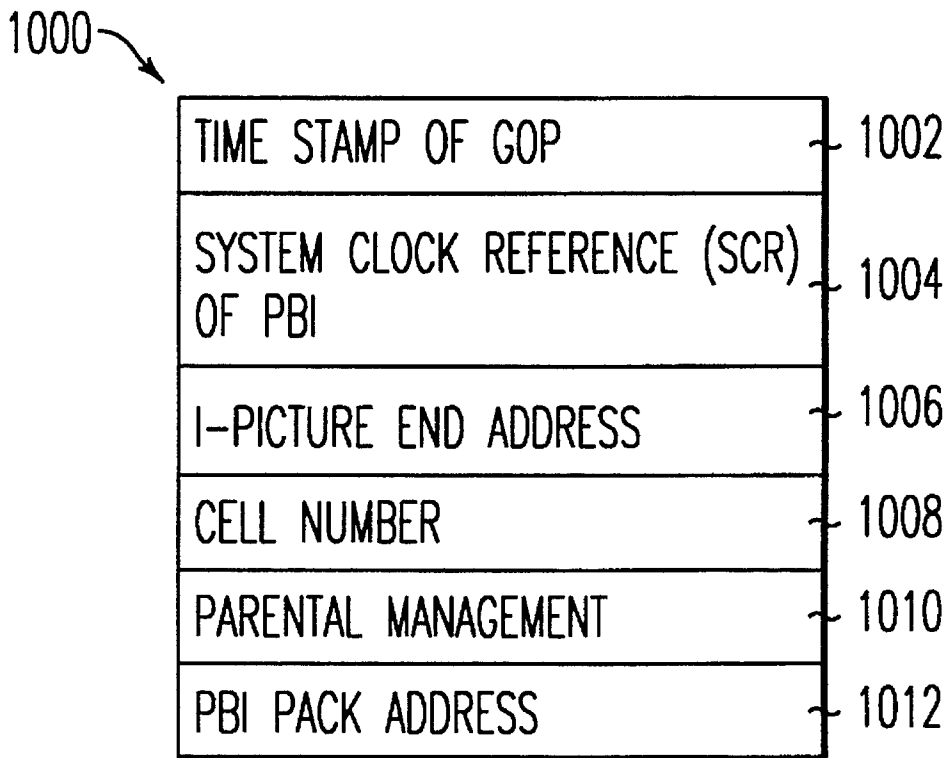 1000
TIME STAMP OF GOP 1002
SYSTEM CLOCK REFERENCE (SCR)
OF PBI 1004
I-PICTURE END ADDRESS 1006
CELL NUMBER 1008
PARENTAL MANAGEMENT 1010
PBI PACK ADDRESS 1012